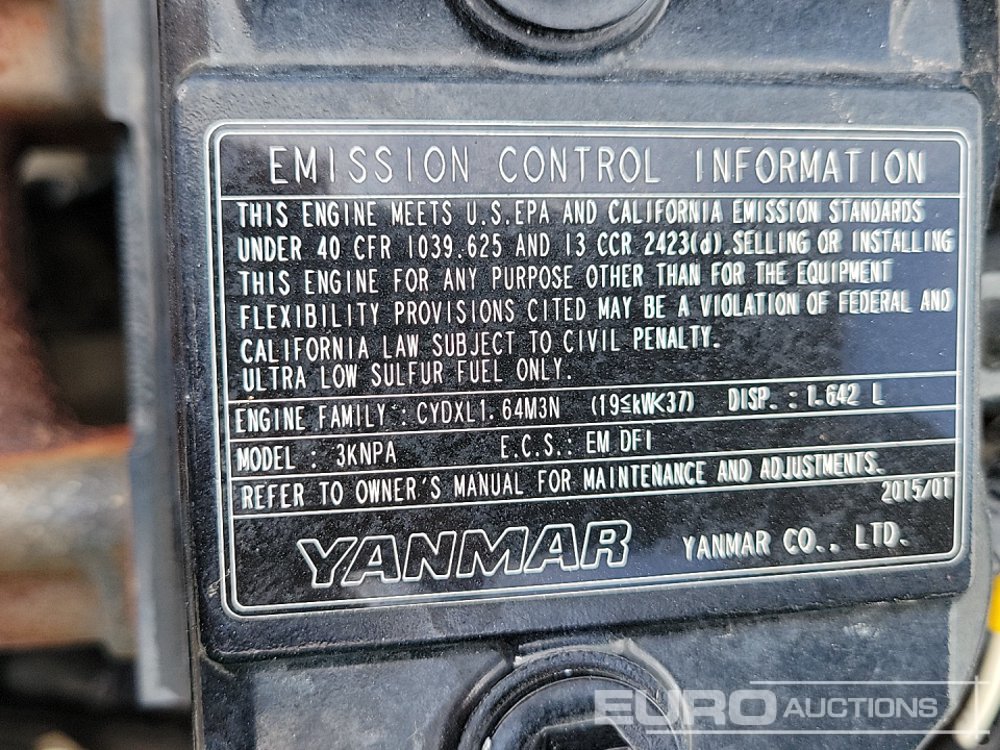 EMISSION CONTROL INFORMATION
THIS ENGINE MEETS U.S.EPA AND CALIFORNIA EMISSION STANDARDS
UNDER 40 CFR 1039.625 AND 13 CCR 2423(d).SELLING OR INSTALLING
THIS ENGINE FOR ANY PURPOSE OTHER THAN FOR THE EQUIPMENT
FLEXIBILITY PROVISIONS CITED MAY BE A VIOLATION OF FEDERAL AND
CALIFORNIA LAW SUBJECT TO CIVIL PENALTY.
ULTRA LOW SULFUR FUEL ONLY.
ENGINE FAMILY : CYDXL1.64M3N (19≦kW<37) DISP. : 1.642 L
MODEL : 3KNPA E.C.S.: EM DFI
REFER TO OWNER'S MANUAL FOR MAINTENANCE AND ADJUSTMENTS.
2015/01
YANMAR YANMAR CO., LTD.
EURO AUCTIONS